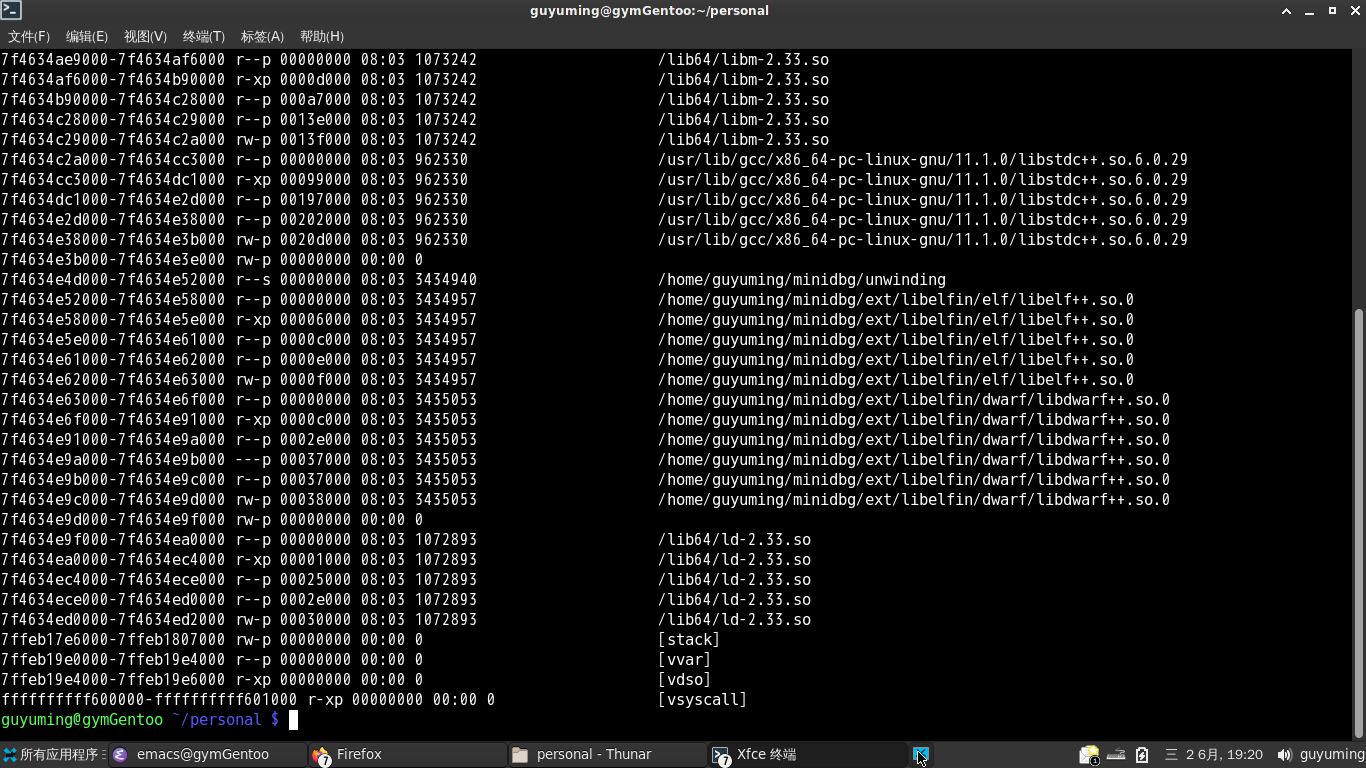 guyuming@gymGentoo:~/personal
文件(F) 编辑(E) 视图(V) 终端(T) 标签(A) 帮助(H)
7f4634ae9000-7f4634af6000 r--p 00000000 08:03 1073242 /lib64/libm-2.33.so
7f4634af6000-7f4634b90000 r-xp 0000d000 08:03 1073242 /lib64/libm-2.33.so
7f4634b90000-7f4634c28000 r--p 000a7000 08:03 1073242 /lib64/libm-2.33.so
7f4634c28000-7f4634c29000 r--p 0013e000 08:03 1073242 /lib64/libm-2.33.so
7f4634c29000-7f4634c2a000 rw-p 0013f000 08:03 1073242 /lib64/libm-2.33.so
7f4634c2a000-7f4634cc3000 r--p 00000000 08:03 962330 /usr/lib/gcc/x86_64-pc-linux-gnu/11.1.0/libstdc++.so.6.0.29
7f4634cc3000-7f4634dc1000 r-xp 00099000 08:03 962330 /usr/lib/gcc/x86_64-pc-linux-gnu/11.1.0/libstdc++.so.6.0.29
7f4634dc1000-7f4634e2d000 r--p 00197000 08:03 962330 /usr/lib/gcc/x86_64-pc-linux-gnu/11.1.0/libstdc++.so.6.0.29
7f4634e2d000-7f4634e38000 r--p 00202000 08:03 962330 /usr/lib/gcc/x86_64-pc-linux-gnu/11.1.0/libstdc++.so.6.0.29
7f4634e38000-7f4634e3b000 rw-p 0020d000 08:03 962330 /usr/lib/gcc/x86_64-pc-linux-gnu/11.1.0/libstdc++.so.6.0.29
7f4634e3b000-7f4634e3e000 rw-p 00000000 00:00 0
7f4634e4d000-7f4634e52000 r--s 00000000 08:03 3434940 /home/guyuming/minidbg/unwinding
7f4634e52000-7f4634e58000 r--p 00000000 08:03 3434957 /home/guyuming/minidbg/ext/libelfin/elf/libelf++.so.0
7f4634e58000-7f4634e5e000 r-xp 00006000 08:03 3434957 /home/guyuming/minidbg/ext/libelfin/elf/libelf++.so.0
7f4634e5e000-7f4634e61000 r--p 0000c000 08:03 3434957 /home/guyuming/minidbg/ext/libelfin/elf/libelf++.so.0
7f4634e61000-7f4634e62000 r--p 0000e000 08:03 3434957 /home/guyuming/minidbg/ext/libelfin/elf/libelf++.so.0
7f4634e62000-7f4634e63000 rw-p 0000f000 08:03 3434957 /home/guyuming/minidbg/ext/libelfin/elf/libelf++.so.0
7f4634e63000-7f4634e6f000 r--p 00000000 08:03 3435053 /home/guyuming/minidbg/ext/libelfin/dwarf/libdwarf++.so.0
7f4634e6f000-7f4634e91000 r-xp 0000c000 08:03 3435053 /home/guyuming/minidbg/ext/libelfin/dwarf/libdwarf++.so.0
7f4634e91000-7f4634e9a000 r--p 0002e000 08:03 3435053 /home/guyuming/minidbg/ext/libelfin/dwarf/libdwarf++.so.0
7f4634e9a000-7f4634e9b000 ---p 00037000 08:03 3435053 /home/guyuming/minidbg/ext/libelfin/dwarf/libdwarf++.so.0
7f4634e9b000-7f4634e9c000 r--p 00037000 08:03 3435053 /home/guyuming/minidbg/ext/libelfin/dwarf/libdwarf++.so.0
7f4634e9c000-7f4634e9d000 rw-p 00038000 08:03 3435053 /home/guyuming/minidbg/ext/libelfin/dwarf/libdwarf++.so.0
7f4634e9d000-7f4634e9f000 rw-p 00000000 00:00 0
7f4634e9f000-7f4634ea0000 r--p 00000000 08:03 1072893 /lib64/ld-2.33.so
7f4634ea0000-7f4634ec4000 r-xp 00001000 08:03 1072893 /lib64/ld-2.33.so
7f4634ec4000-7f4634ece000 r--p 00025000 08:03 1072893 /lib64/ld-2.33.so
7f4634ece000-7f4634ed0000 r--p 0002e000 08:03 1072893 /lib64/ld-2.33.so
7f4634ed0000-7f4634ed2000 rw-p 00030000 08:03 1072893 /lib64/ld-2.33.so
7ffeb17e6000-7ffeb1807000 rw-p 00000000 00:00 0 [stack]
7ffeb19e0000-7ffeb19e4000 r--p 00000000 00:00 0 [vvar]
7ffeb19e4000-7ffeb19e6000 r-xp 00000000 00:00 0 [vdso]
ffffffffff600000-ffffffffff601000 r-xp 00000000 00:00 0 [vsyscall]
guyuming@gymGentoo ~/personal $
所有应用程序 emacs@gymGentoo 7 Firefox personal - Thunar 7 Xfce 终端 1 三 2 6月, 19:20 guyuming